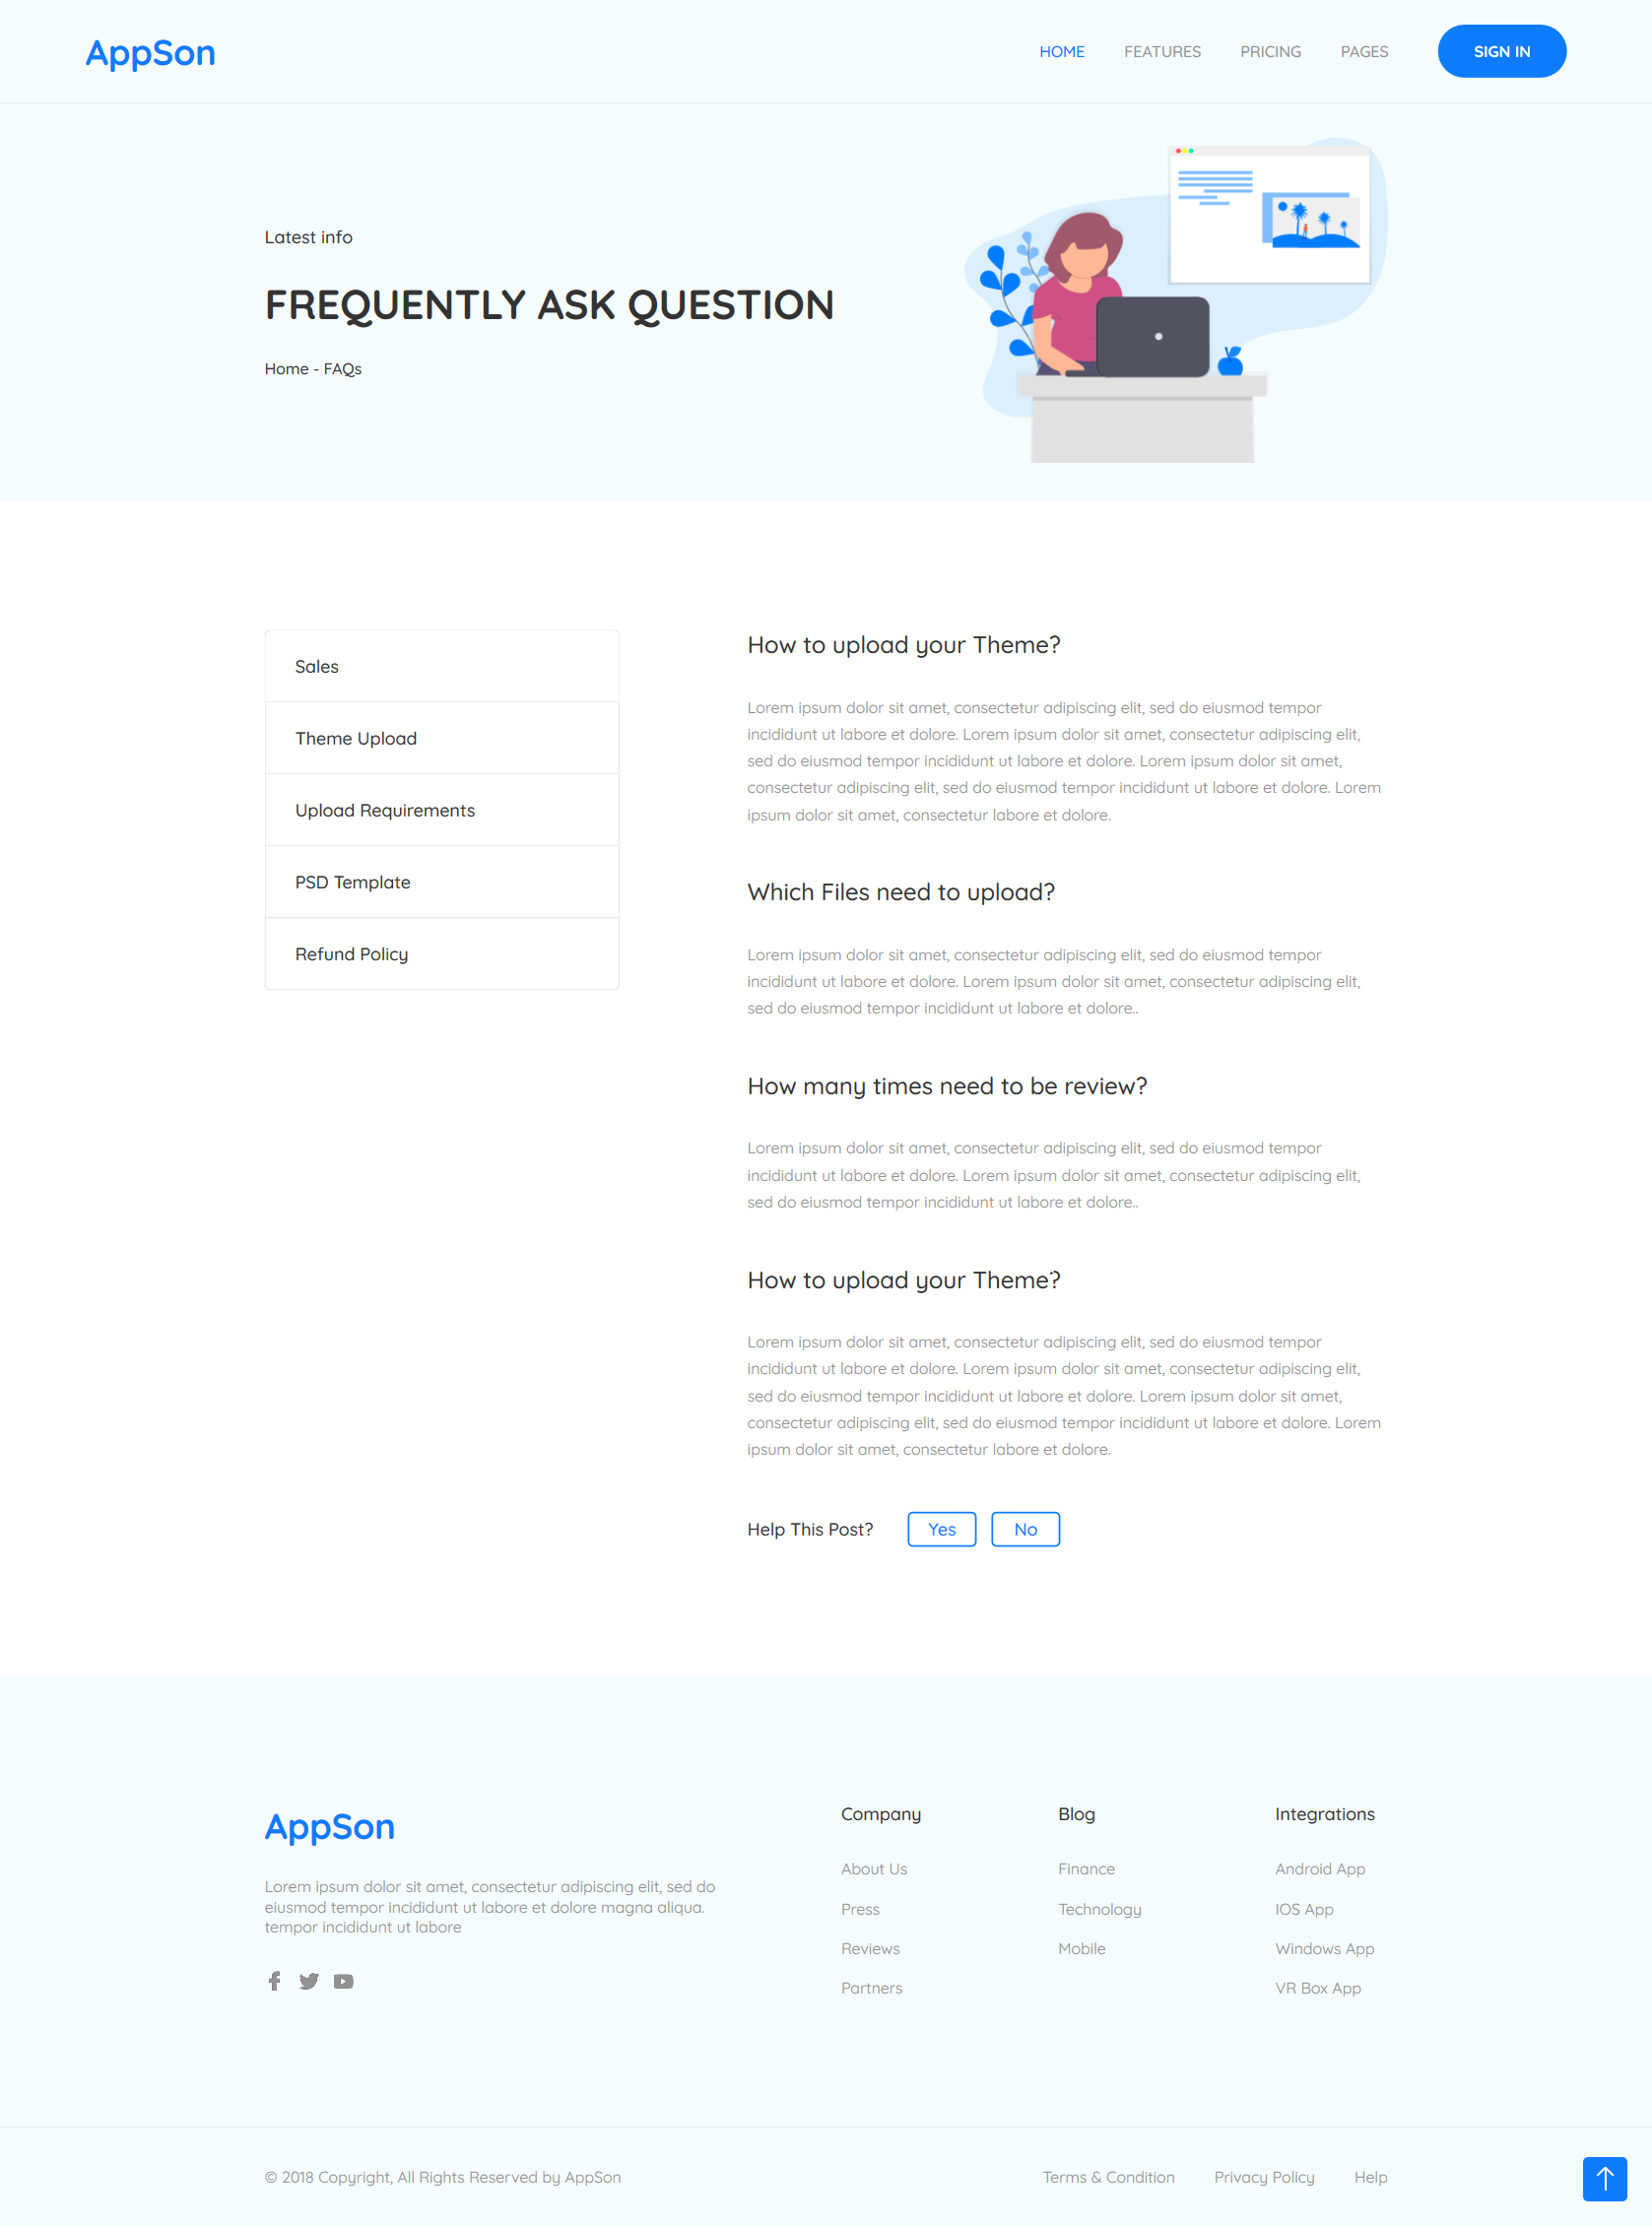 AppSon
HOME
FEATURES
PRICING
PAGES
SIGN IN
Latest info
FREQUENTLY ASK QUESTION
Home - FAQs
Sales
Theme Upload
Upload Requirements
PSD Template
Refund Policy
How to upload your Theme?
Lorem ipsum dolor sit amet, consectetur adipiscing elit, sed do eiusmod tempor
incididunt ut labore et dolore. Lorem ipsum dolor sit amet, consectetur adipiscing elit,
sed do eiusmod tempor incididunt ut labore et dolore. Lorem ipsum dolor sit amet,
consectetur adipiscing elit, sed do eiusmod tempor incididunt ut labore et dolore. Lorem
ipsum dolor sit amet, consectetur labore et dolore.
Which Files need to upload?
Lorem ipsum dolor sit amet, consectetur adipiscing elit, sed do eiusmod tempor
incididunt ut labore et dolore. Lorem ipsum dolor sit amet, consectetur adipiscing elit,
sed do eiusmod tempor incididunt ut labore et dolore..
How many times need to be review?
Lorem ipsum dolor sit amet, consectetur adipiscing elit, sed do eiusmod tempor
incididunt ut labore et dolore. Lorem ipsum dolor sit amet, consectetur adipiscing elit,
sed do eiusmod tempor incididunt ut labore et dolore..
How to upload your Theme?
Lorem ipsum dolor sit amet, consectetur adipiscing elit, sed do eiusmod tempor
incididunt ut labore et dolore. Lorem ipsum dolor sit amet, consectetur adipiscing elit,
sed do eiusmod tempor incididunt ut labore et dolore. Lorem ipsum dolor sit amet,
consectetur adipiscing elit, sed do eiusmod tempor incididunt ut labore et dolore. Lorem
ipsum dolor sit amet, consectetur labore et dolore.
Help This Post?
Yes
No
AppSon
Lorem ipsum dolor sit amet, consectetur adipiscing elit, sed do
eiusmod tempor incididunt ut labore et dolore magna aliqua.
tempor incididunt ut labore
Company
About Us
Press
Reviews
Partners
Blog
Finance
Technology
Mobile
Integrations
Android App
IOS App
Windows App
VR Box App
© 2018 Copyright, All Rights Reserved by AppSon
Terms & Condition
Privacy Policy
Help